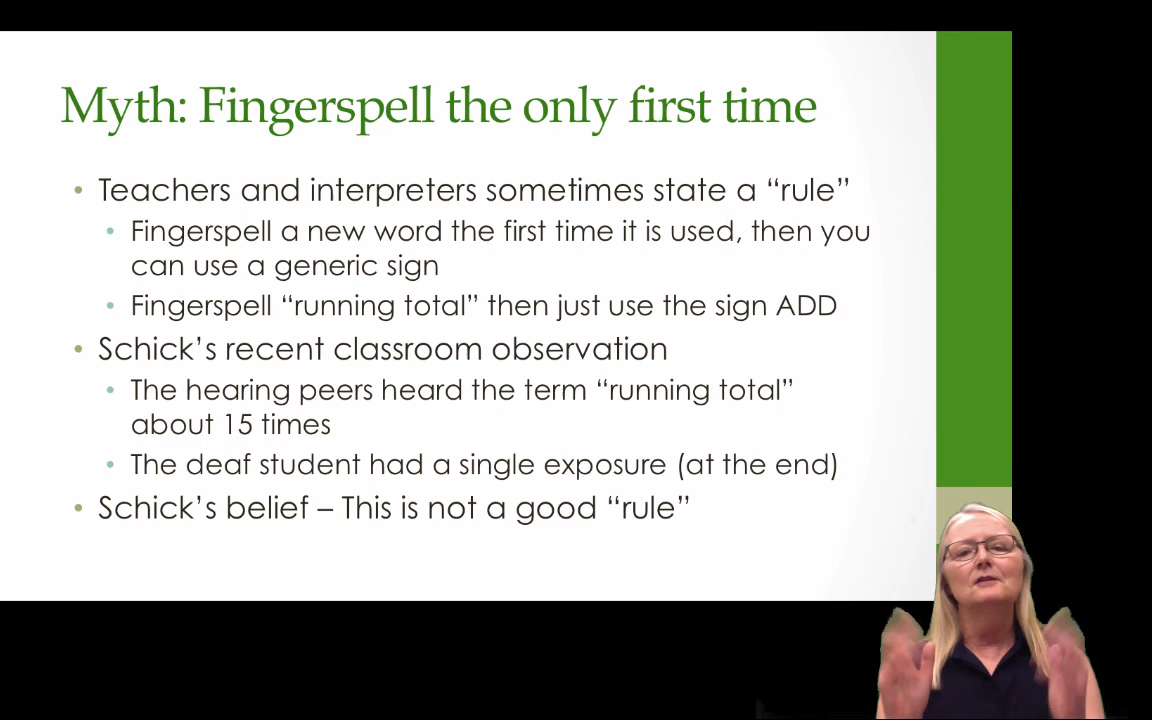 Myth: Fingerspell the only first time
• Teachers and interpreters sometimes state a “rule”
• Fingerspell a new word the first time it is used, then you
can use a generic sign
• Fingerspell “running total” then just use the sign ADD
• Schick’s recent classroom observation
• The hearing peers heard the term “running total”
about 15 times
• The deaf student had a single exposure (at the end)
• Schick’s belief – This is not a good “rule”